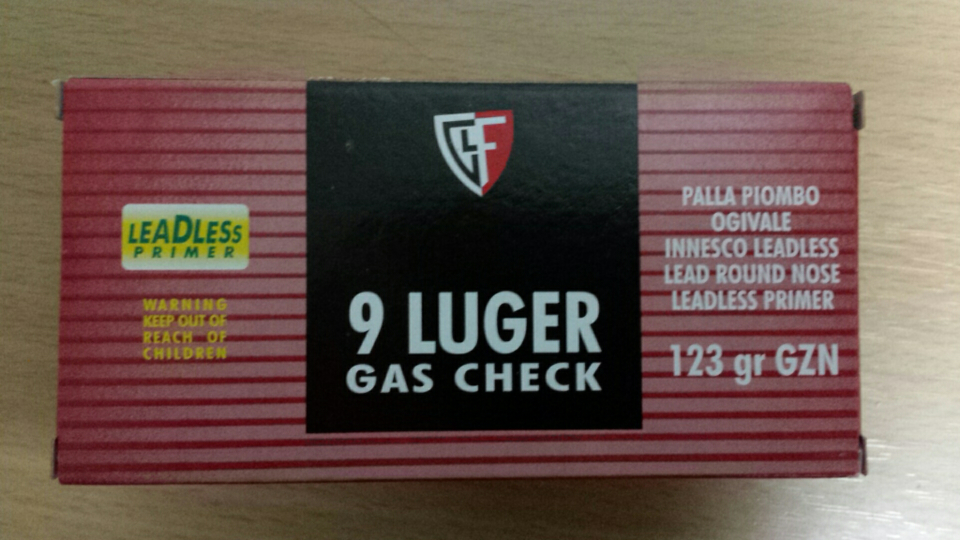 CLF
LEADLESS
PRIMER
WARNING
KEEP OUT OF
REACH OF
CHILDREN
9 LUGER
GAS CHECK
PALLA PIOMBO
OGIVALE
INNESCO LEADLESS
LEAD ROUND NOSE
LEADLESS PRIMER
123 gr GZN